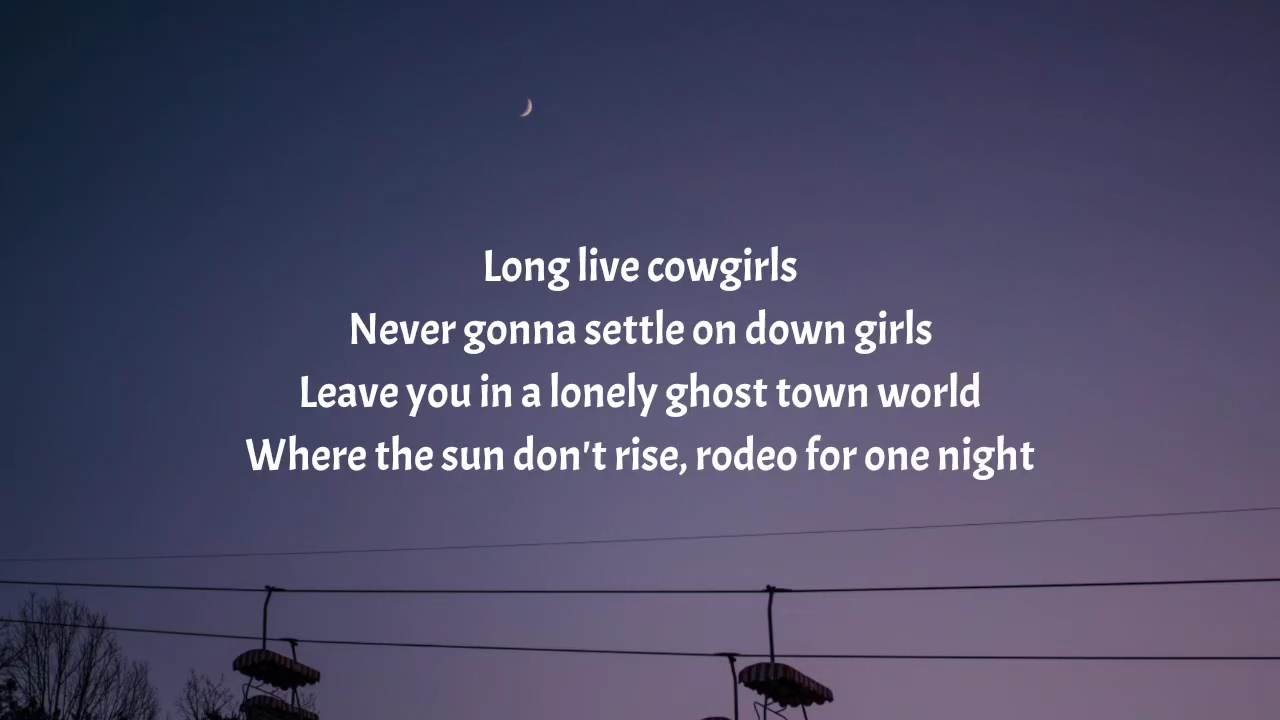 Long live cowgirls
Never gonna settle on down girls
Leave you in a lonely ghost town world
Where the sun don't rise, rodeo for one night